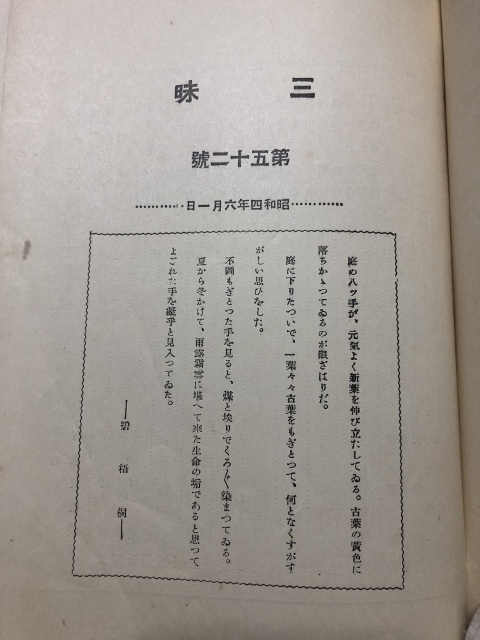 三昧
第五十二號
…………昭和四年六月一日…………
庭の八ッ手が、元氣よく新葉を伸び立たしてゐる。古葉の黃色に
落ちかゝつてゐるのが眼ざはりだ。
庭に下りたついで、一葉々々古葉をもぎとつて、何となくすがす
がしい思ひをした。
不圖もぎとつた手を見ると、煤と埃りでくろ〴〵染まつてゐる。
夏から冬かけて、雨露霜雪に堪へて來た生命の垢であると思つて
よごれた手を凝乎と見入つてゐた。
――碧梧桐――